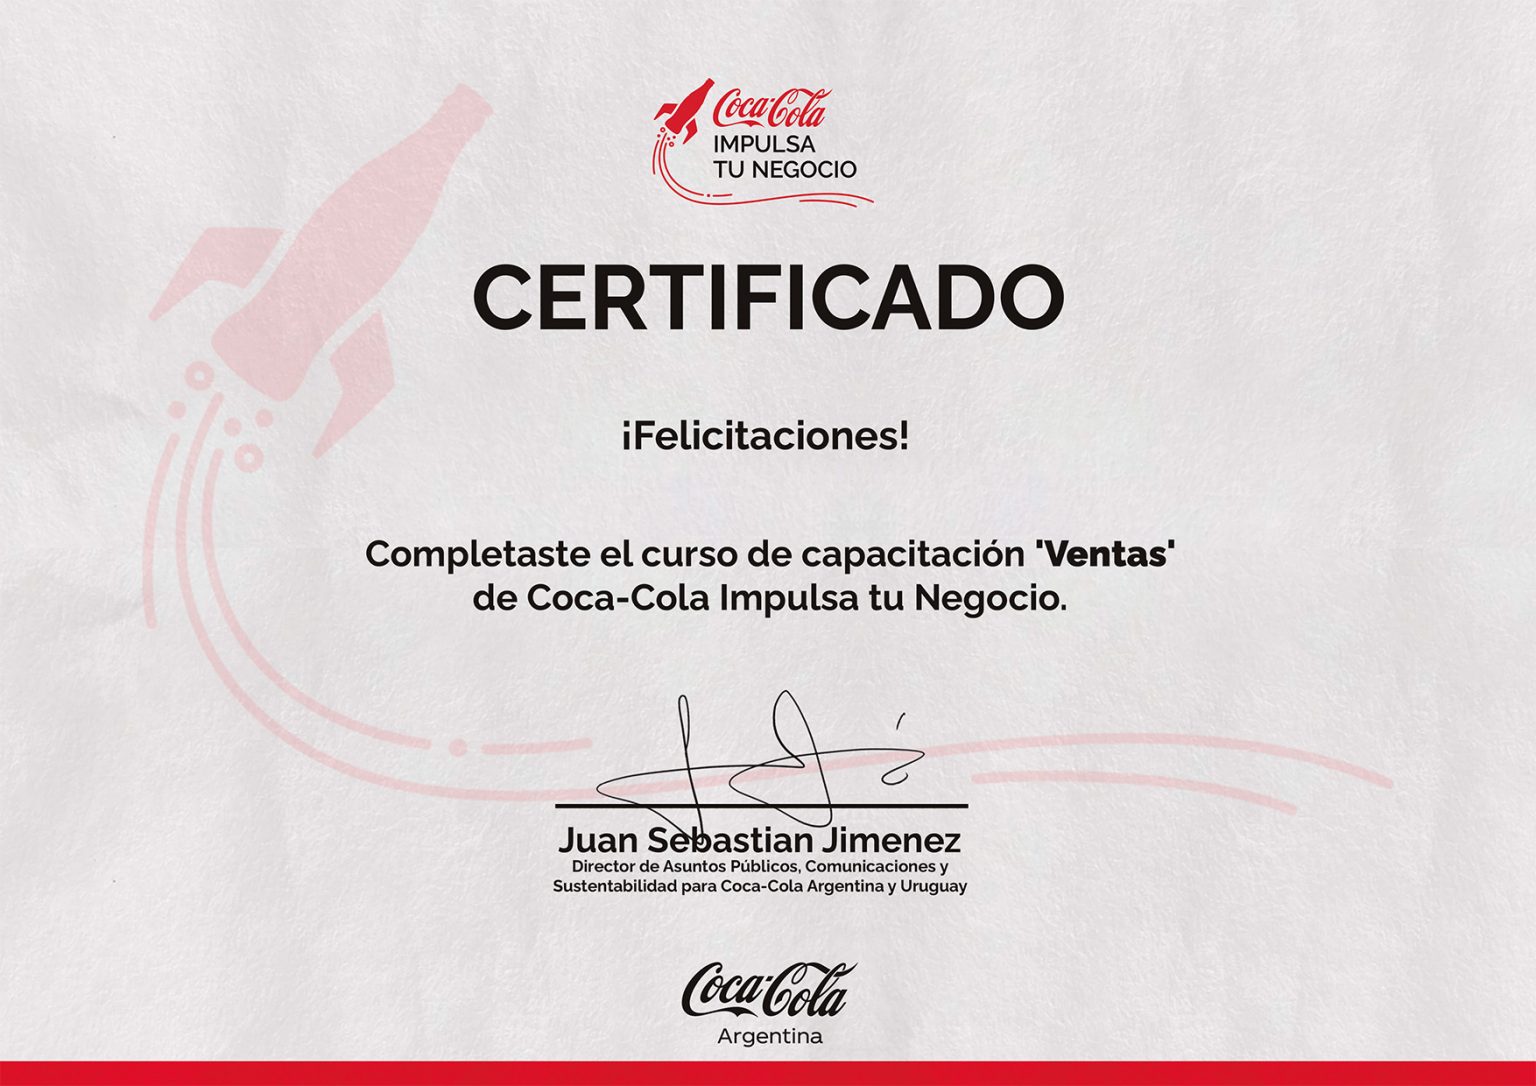 Coca-Cola
IMPULSA
TU NEGOCIO
CERTIFICADO
¡Felicitaciones!
Completaste el curso de capacitación 'Ventas'
de Coca-Cola Impulsa tu Negocio.
Juan Sebastian Jimenez
Director de Asuntos Públicos, Comunicaciones y
Sustentabilidad para Coca-Cola Argentina y Uruguay
Coca-Cola
Argentina